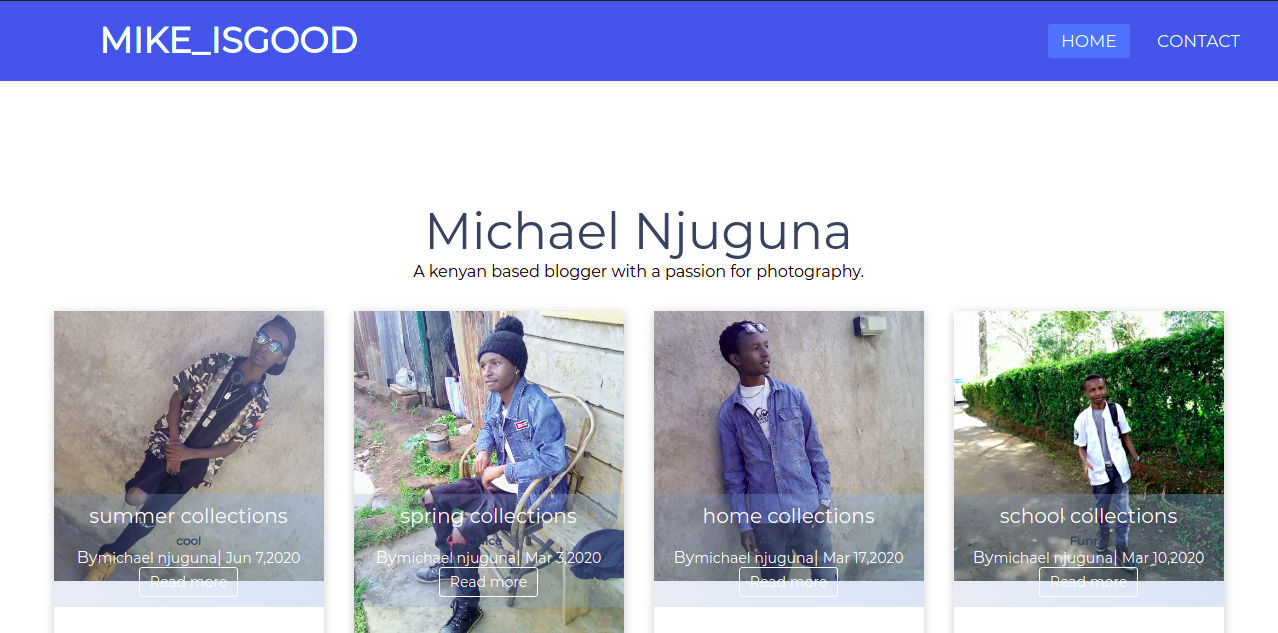 MIKE_ISGOOD
HOME CONTACT
Michael Njuguna
A kenyan based blogger with a passion for photography.
summer collections
cool
Bymichael njuguna| Jun 7,2020
Read more
spring collections
Bymichael njuguna| Mar 3,2020
Read more
home collections
Bymichael njuguna| Mar 17,2020
Read more
school collections
Funny
Bymichael njuguna| Mar 10,2020
Read more